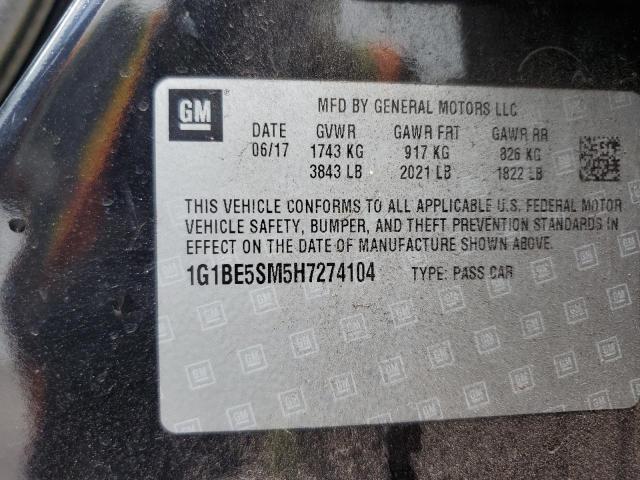 GM
MFD BY GENERAL MOTORS LLC
DATE GVWR GAWR FRT GAWR RR
06/17 1743 KG 917 KG 826 KG
3843 LB 2021 LB 1822 LB
THIS VEHICLE CONFORMS TO ALL APPLICABLE U.S. FEDERAL MOTOR
VEHICLE SAFETY, BUMPER, AND THEFT PREVENTION STANDARDS IN
EFFECT ON THE DATE OF MANUFACTURE SHOWN ABOVE.
1G1BE5SM5H7274104 TYPE: PASS CAR